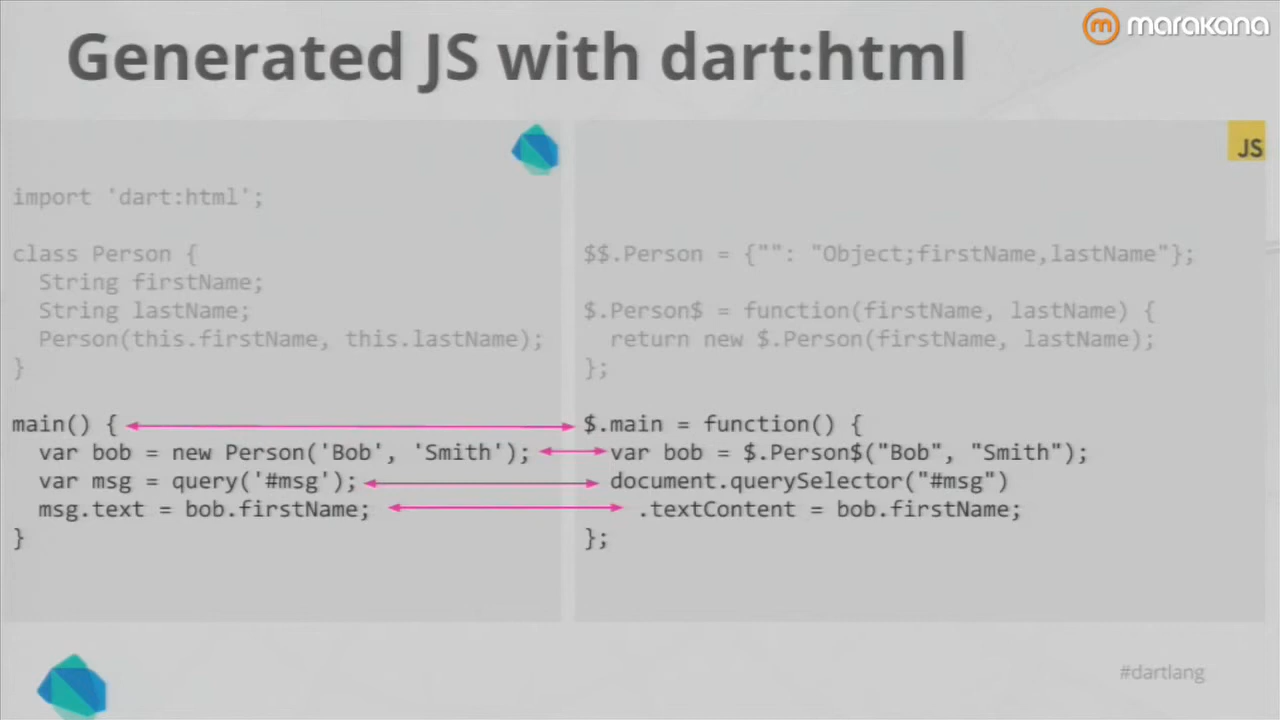 marakana
Generated JS with dart:html
JS
import 'dart:html';
class Person {
  String firstName;
  String lastName;
  Person(this.firstName, this.lastName);
}
main() {
  var bob = new Person('Bob', 'Smith');
  var msg = query('#msg');
  msg.text = bob.firstName;
}
$$.Person = {"": "Object;firstName,lastName"};
$.Person$ = function(firstName, lastName) {
  return new $.Person(firstName, lastName);
};
$.main = function() {
  var bob = $.Person$("Bob", "Smith");
  document.querySelector("#msg")
    .textContent = bob.firstName;
};
#dartlang